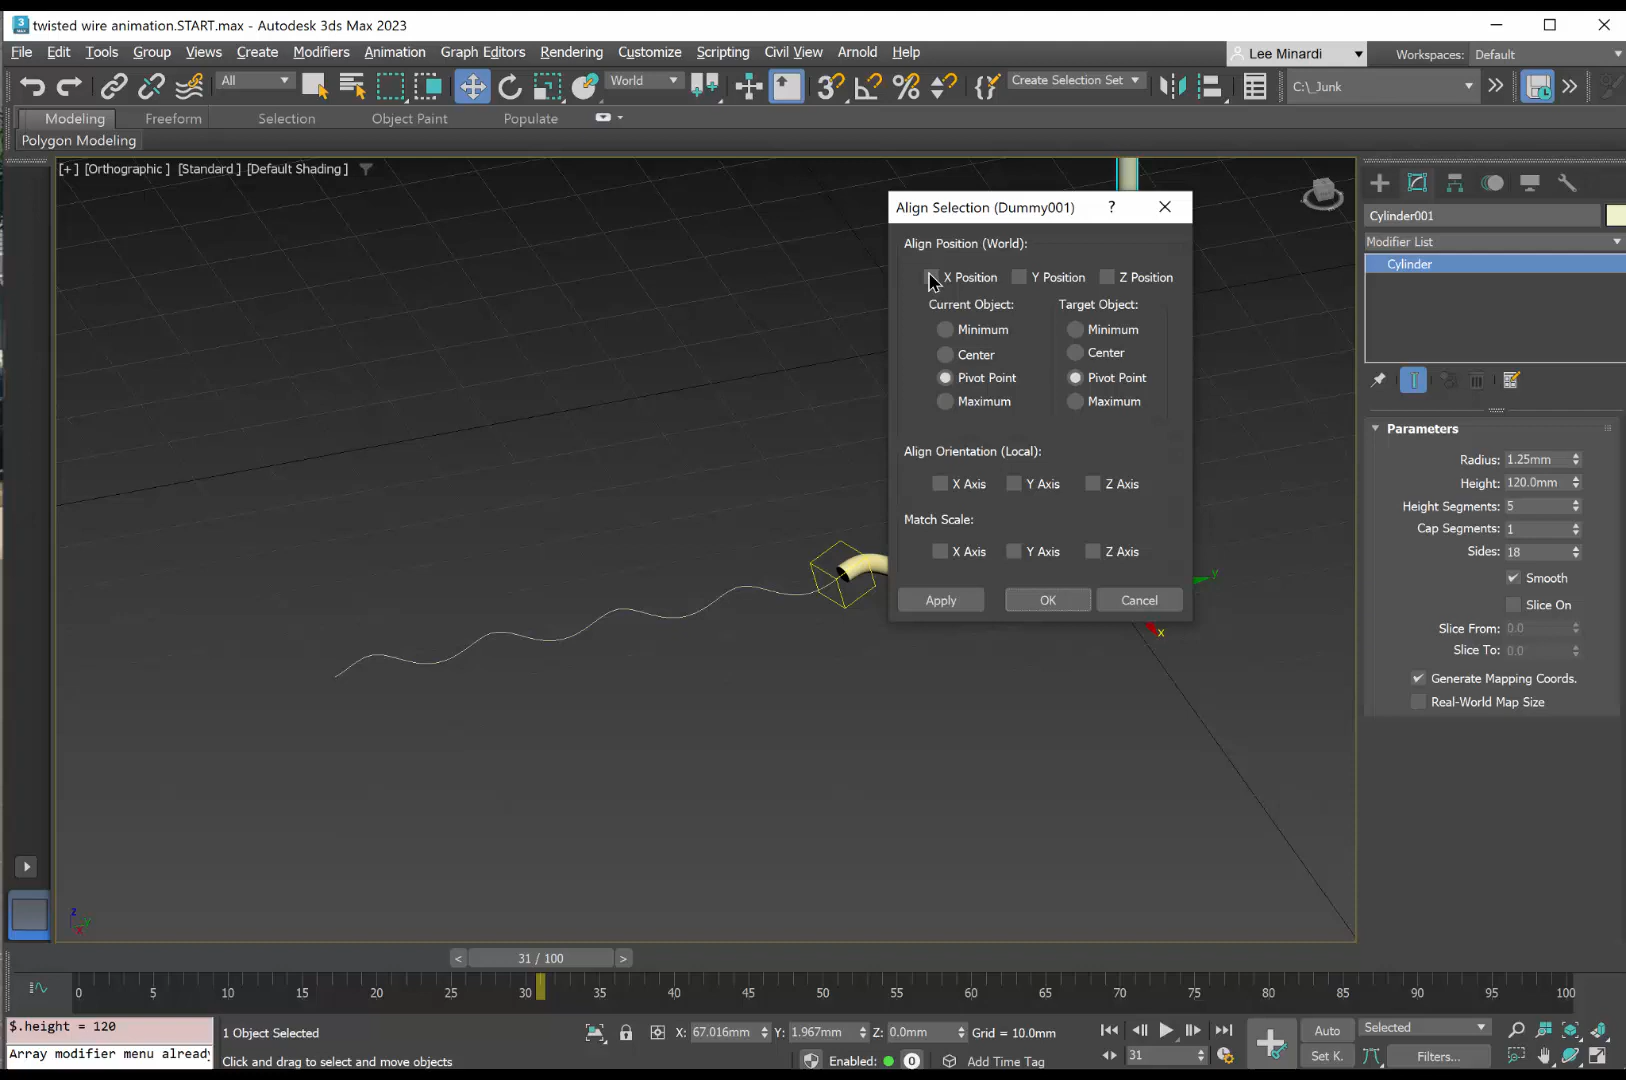 twisted wire animation.START.max - Autodesk 3ds Max 2023
File Edit Tools Group Views Create Modifiers Animation Graph Editors Rendering Customize Scripting Civil View Arnold Help
Lee Minardi
Workspaces: Default
All World Create Selection Set C:\_Junk
Modeling Freeform Selection Object Paint Populate
Polygon Modeling
[+] [Orthographic ] [Standard ] [Default Shading ]
Align Selection (Dummy001) ?
Align Position (World):
X Position Y Position Z Position
Current Object: Target Object:
Minimum Minimum
Center Center
Pivot Point Pivot Point
Maximum Maximum
Align Orientation (Local):
X Axis Y Axis Z Axis
Match Scale:
X Axis Y Axis Z Axis
Apply OK Cancel
y
x
z
y
x
Cylinder001
Modifier List
Cylinder
Parameters
Radius: 1.25mm
Height: 120.0mm
Height Segments: 5
Cap Segments: 1
Sides: 18
Smooth
Slice On
Slice From: 0.0
Slice To: 0.0
Generate Mapping Coords.
Real-World Map Size
< 31 / 100 >
0 5 10 15 20 25 30 35 40 45 50 55 60 65 70 75 80 85 90 95 100
$.height = 120
Array modifier menu already
1 Object Selected
Click and drag to select and move objects
X: 67.016mm Y: 1.967mm Z: 0.0mm Grid = 10.0mm
Enabled: 0 Add Time Tag
31
Auto Selected
Set K. Filters...